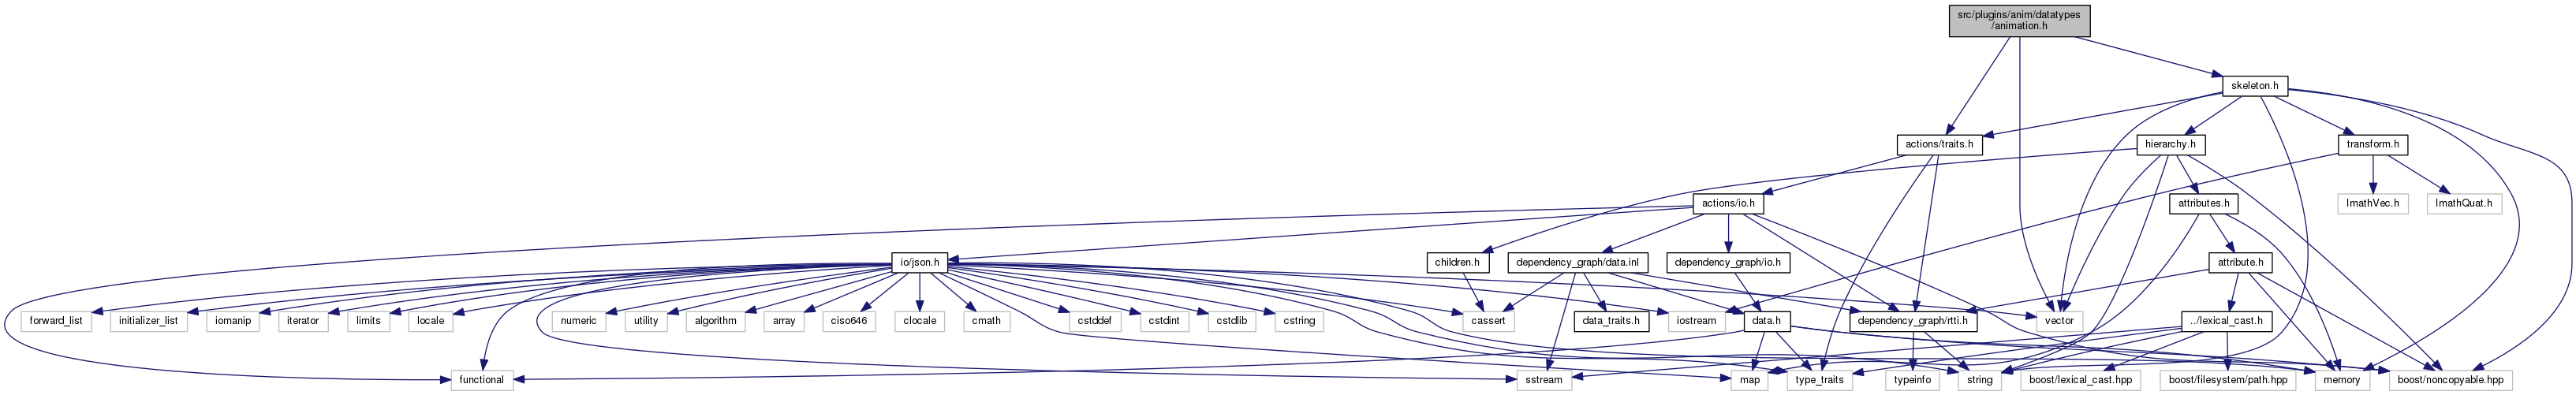 src/plugins/anim/datatypes
/animation.h
skeleton.h
actions/traits.h
hierarchy.h
transform.h
actions/io.h
attributes.h
ImathVec.h
ImathQuat.h
io/json.h
children.h
dependency_graph/data.inl
dependency_graph/io.h
attribute.h
forward_list
initializer_list
iomanip
iterator
limits
locale
numeric
utility
algorithm
array
ciso646
clocale
cmath
cstddef
cstdint
cstdlib
cstring
cassert
data_traits.h
iostream
data.h
dependency_graph/rtti.h
vector
../lexical_cast.h
functional
sstream
map
type_traits
typeinfo
string
boost/lexical_cast.hpp
boost/filesystem/path.hpp
memory
boost/noncopyable.hpp